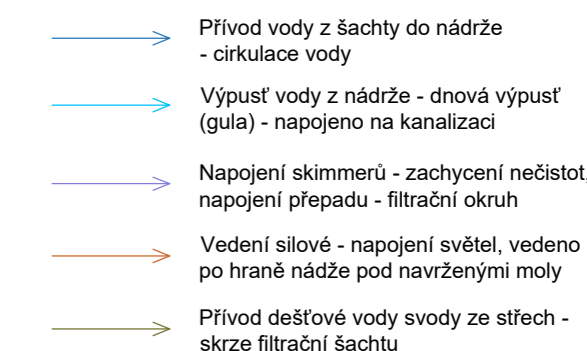 Přívod vody z šachty do nádrže
- cirkulace vody
Výpusť vody z nádrže - dnová výpusť
(gula) - napojeno na kanalizaci
Napojení skimmerů - zachycení nečistot,
napojení přepadu - filtrační okruh
Vedení silové - napojení světel, vedeno
po hraně nádže pod navrženými moly
Přívod dešťové vody svody ze střech -
skrze filtrační šachtu